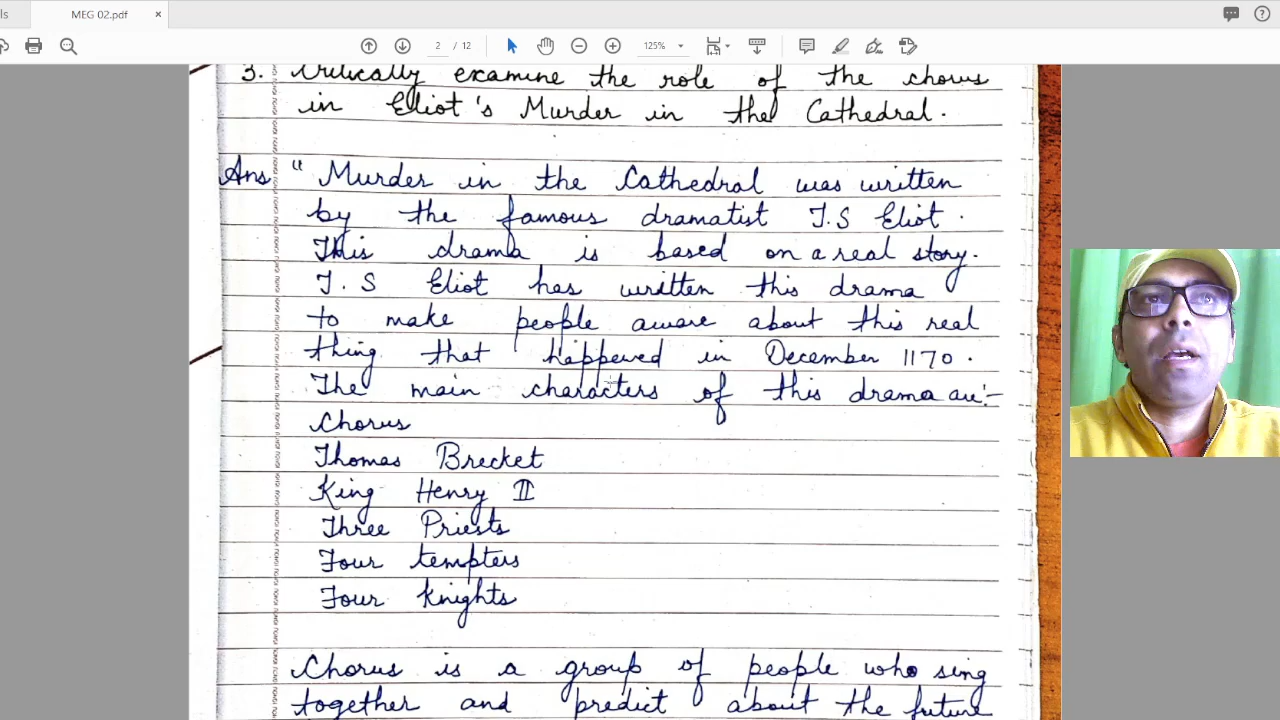 ls
MEG 02.pdf
×
2 / 12
125%
3. Critically examine the role of the chorus
in Elliot's Murder in the Cathedral.
Ans " Murder in the Cathedral was written
by the famous dramatist T.S Eliot.
This drama is based on a real story.
T. S Eliot has written this drama
to make people aware about this real
thing that happened in December 1170.
The main characters of this drama are:-
Chorus
Thomas Brecket
King Henry II
Three Priests
Four tempters
Four Knights
Chorus is a group of people who sing
together and predict about the future